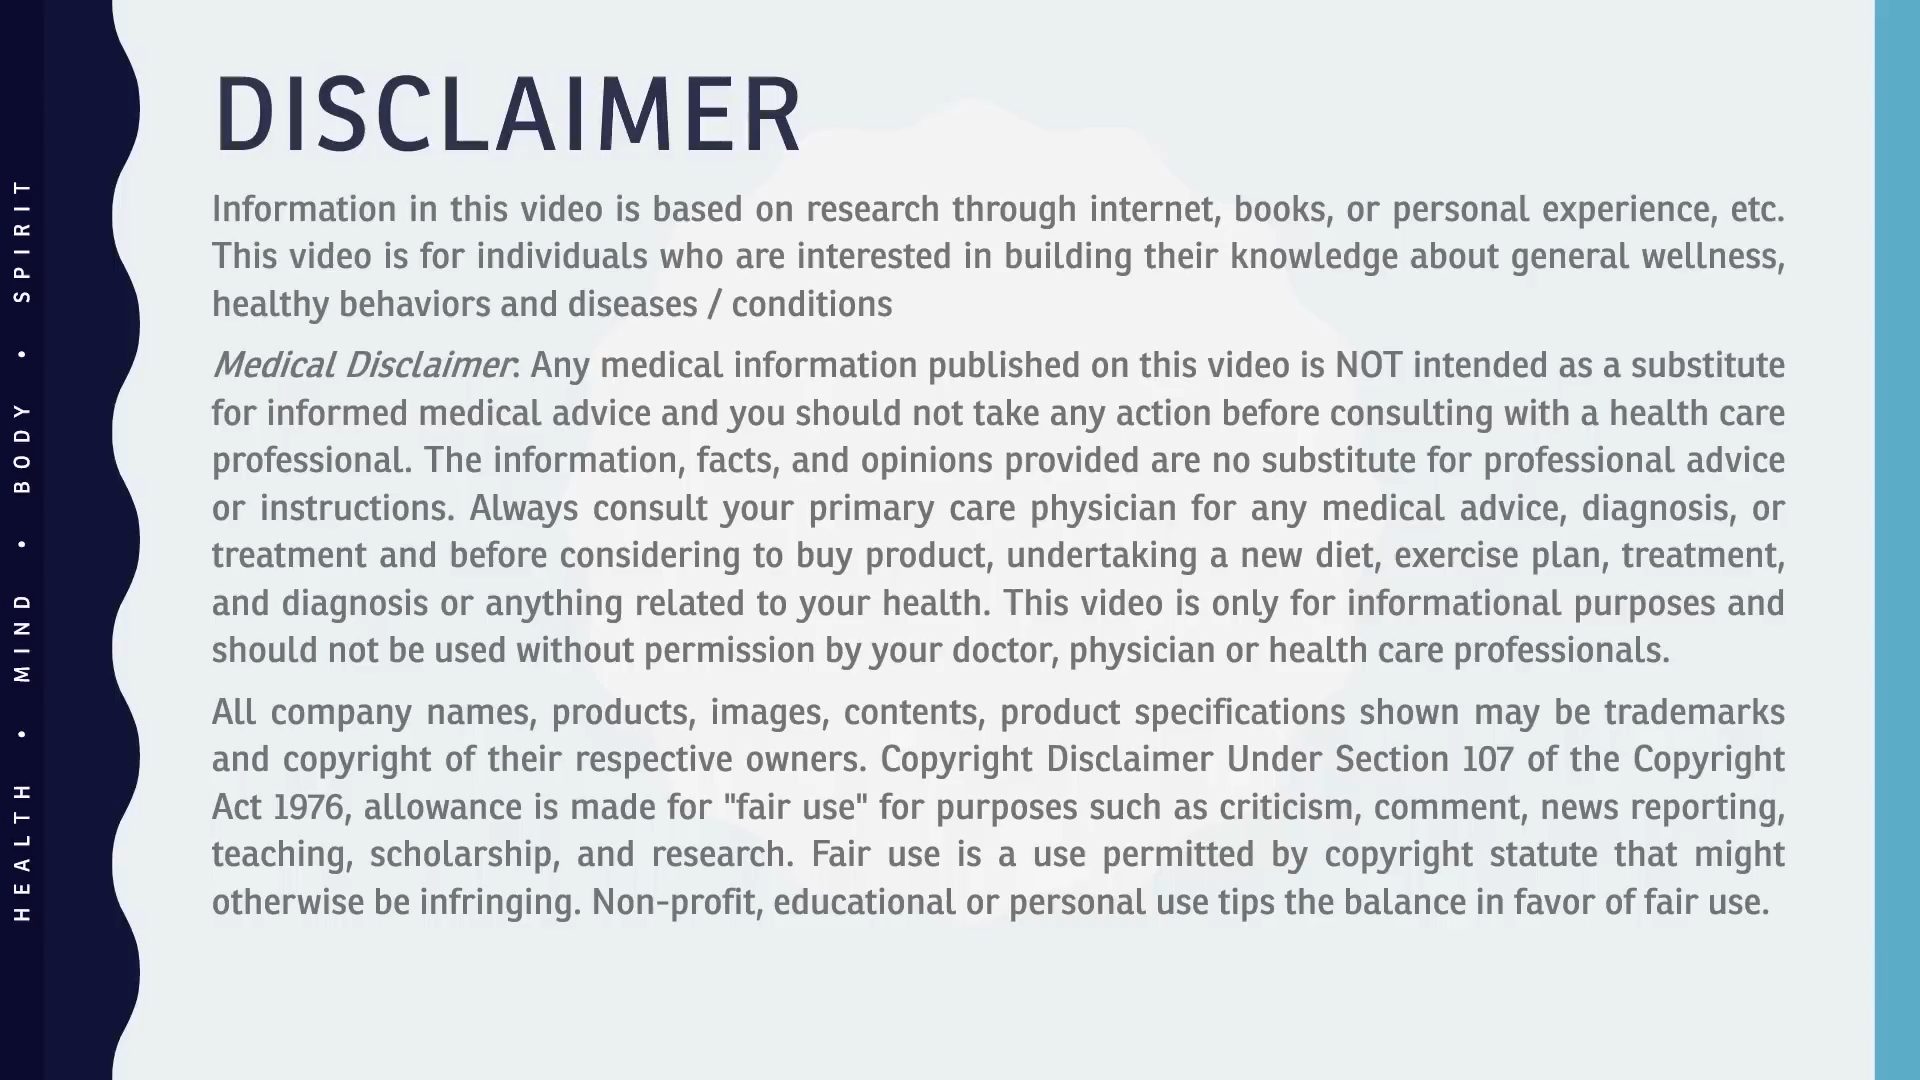 DISCLAIMER
Information in this video is based on research through internet, books, or personal experience, etc.
This video is for individuals who are interested in building their knowledge about general wellness,
healthy behaviors and diseases / conditions
Medical Disclaimer: Any medical information published on this video is NOT intended as a substitute
for informed medical advice and you should not take any action before consulting with a health care
professional. The information, facts, and opinions provided are no substitute for professional advice
or instructions. Always consult your primary care physician for any medical advice, diagnosis, or
treatment and before considering to buy product, undertaking a new diet, exercise plan, treatment,
and diagnosis or anything related to your health. This video is only for informational purposes and
should not be used without permission by your doctor, physician or health care professionals.
All company names, products, images, contents, product specifications shown may be trademarks
and copyright of their respective owners. Copyright Disclaimer Under Section 107 of the Copyright
Act 1976, allowance is made for "fair use" for purposes such as criticism, comment, news reporting,
teaching, scholarship, and research. Fair use is a use permitted by copyright statute that might
otherwise be infringing. Non-profit, educational or personal use tips the balance in favor of fair use.
HEALTH • MIND • BODY • SPIRIT